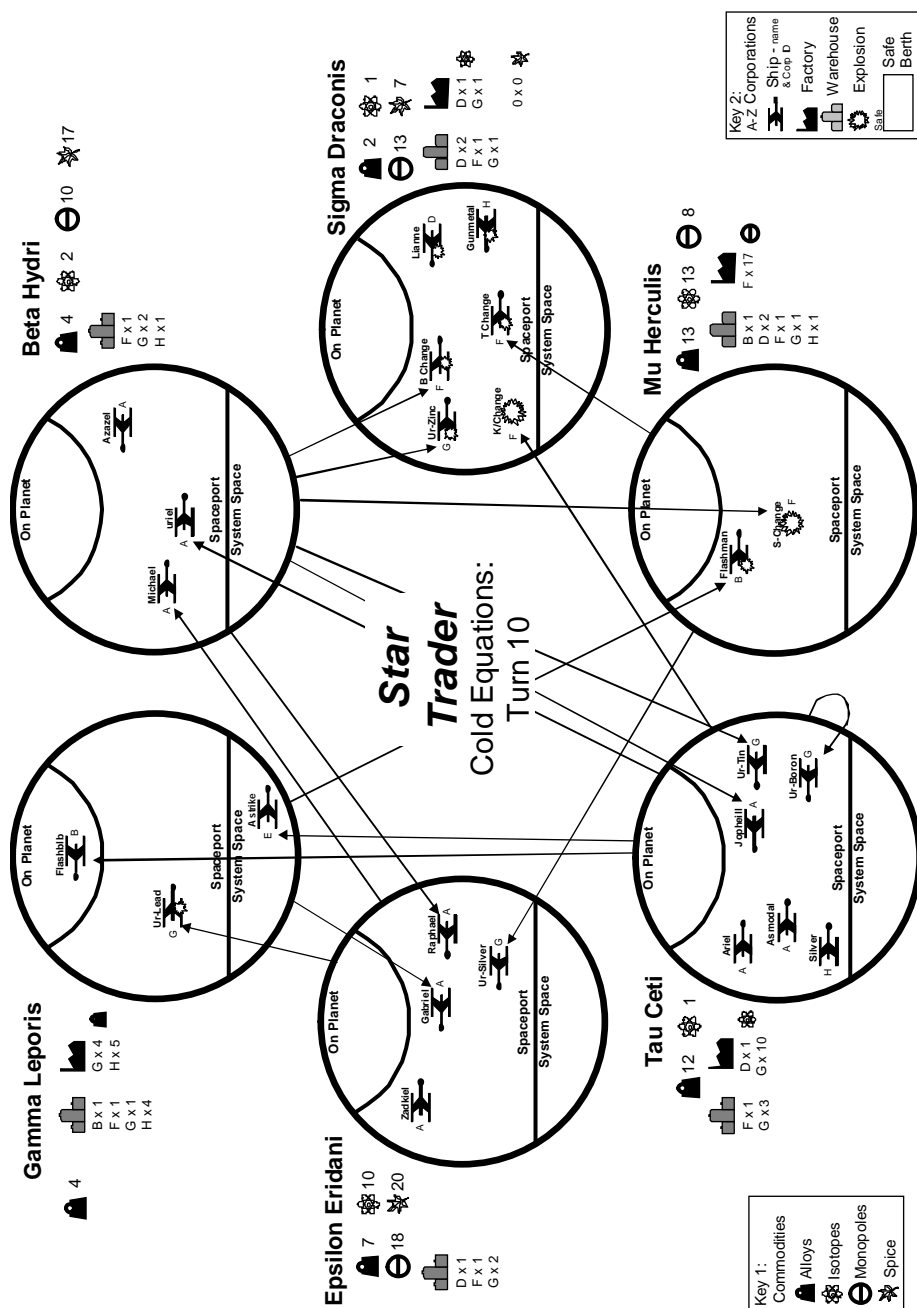 Gamma Leporis
4
B x 1
F x 1
G x 1
H x 4
G x 4
H x 5
On Planet
Flashbib
B
Ur-Lead
G
Spaceport
System Space
Astrike
E
Beta Hydri
4
2
10
17
F x 1
G x 2
H x 1
On Planet
Azazel
A
Michael
A
uriel
A
Spaceport
System Space
Epsilon Eridani
7
10
18
20
D x 1
F x 1
G x 2
On Planet
Zadkiel
A
Gabriel
A
Raphael
A
Ur-Silver
G
Spaceport
System Space
Star
Trader
Cold Equations:
Turn 10
Sigma Draconis
2
1
13
7
D x 2
F x 1
G x 1
D x 1
G x 1
0 x 0
On Planet
Ur-Zinc
G
B Change
F
Lianne
D
K/Change
F
T Change
F
Gunmetal
H
Spaceport
System Space
Tau Ceti
12
1
F x 1
G x 3
D x 1
G x 10
On Planet
Ariel
A
Jopheill
A
Ur-Tin
G
Asmodal
A
Ur-Boron
G
Silver
H
Spaceport
System Space
Mu Herculis
13
13
8
B x 1
D x 2
F x 1
G x 1
H x 1
F x 17
On Planet
Flashman
B
S-Change
F
Spaceport
System Space
Key 1:
Commodities
Alloys
Isotopes
Monopoles
Spice
Key 2:
A-Z Corporations
Ship - name
& Corp ID
Factory
Warehouse
Explosion
Safe
Safe
Berth